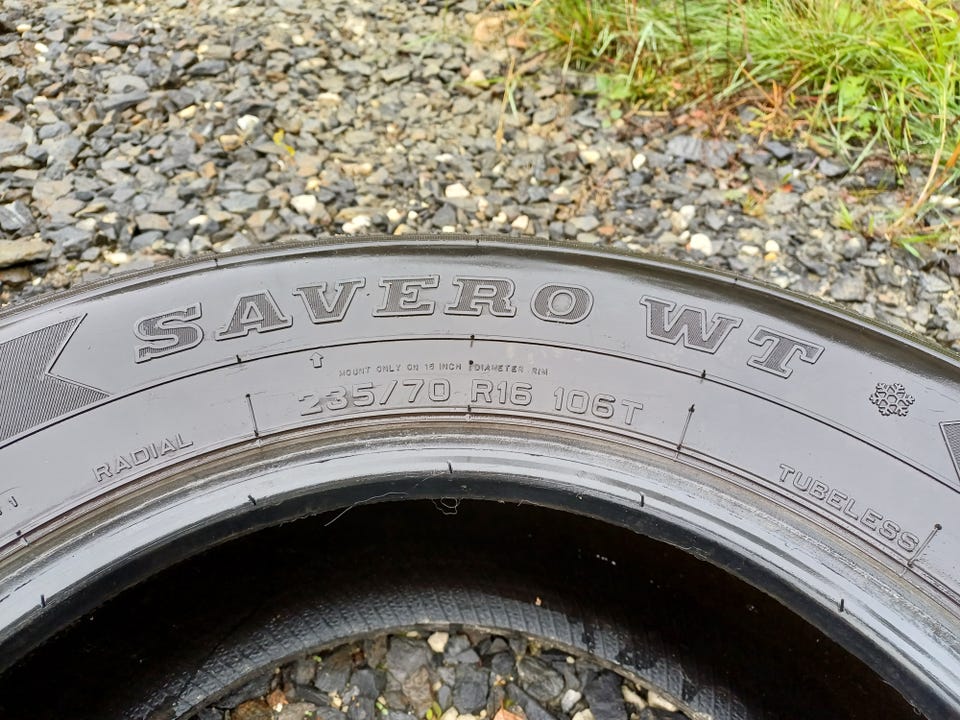 SAVERO WT
MOUNT ONLY ON 16 INCH DIAMETER RIM
235/70 R16 106T
RADIAL
TUBELESS